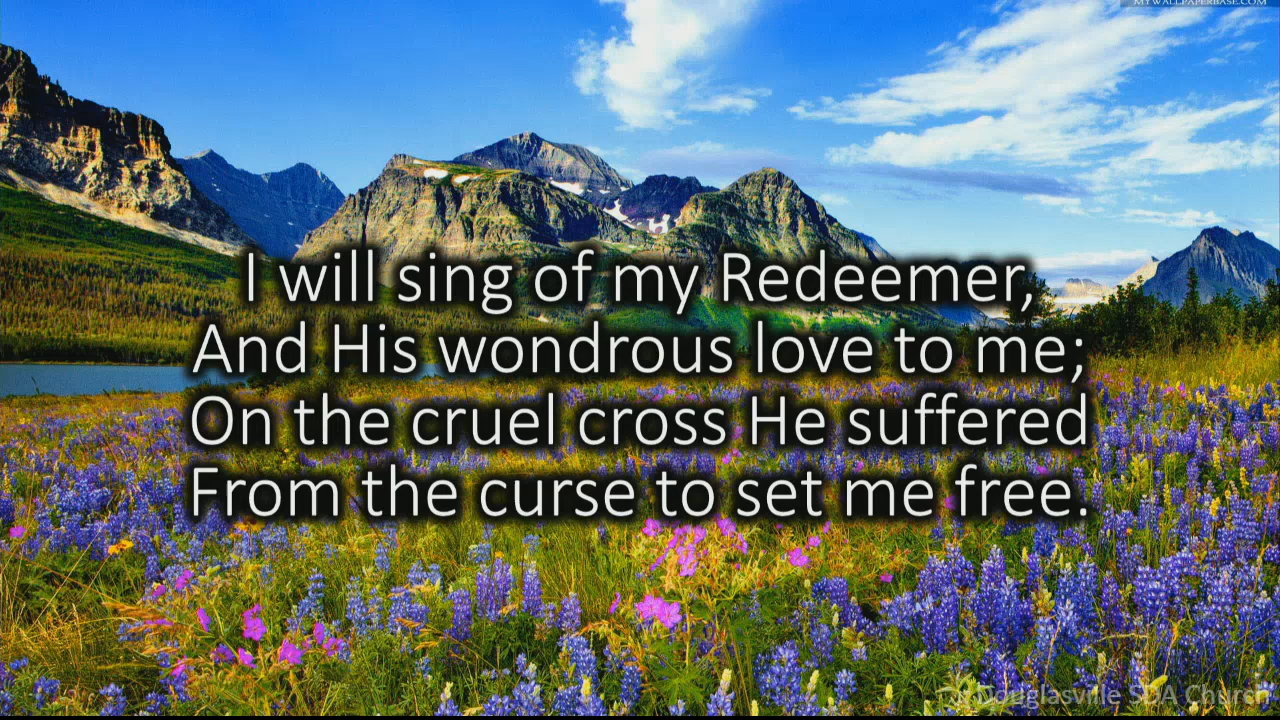 MYWALLPAPERBASE.COM
I will sing of my Redeemer,
And His wondrous love to me;
On the cruel cross He suffered
From the curse to set me free.
Douglasville SDA Church